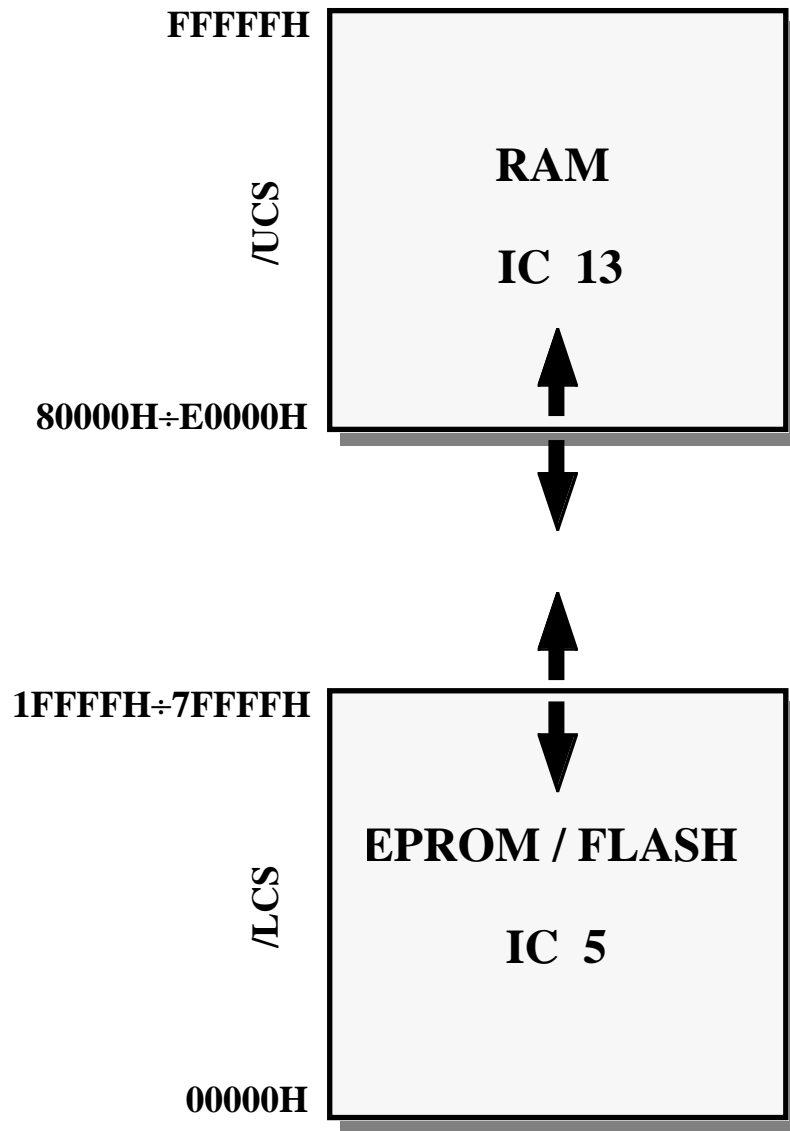 FFFFFH
RAM
/UCS
IC 13
80000H÷E0000H
1FFFFH÷7FFFFH
EPROM / FLASH
/LCS
IC 5
00000H